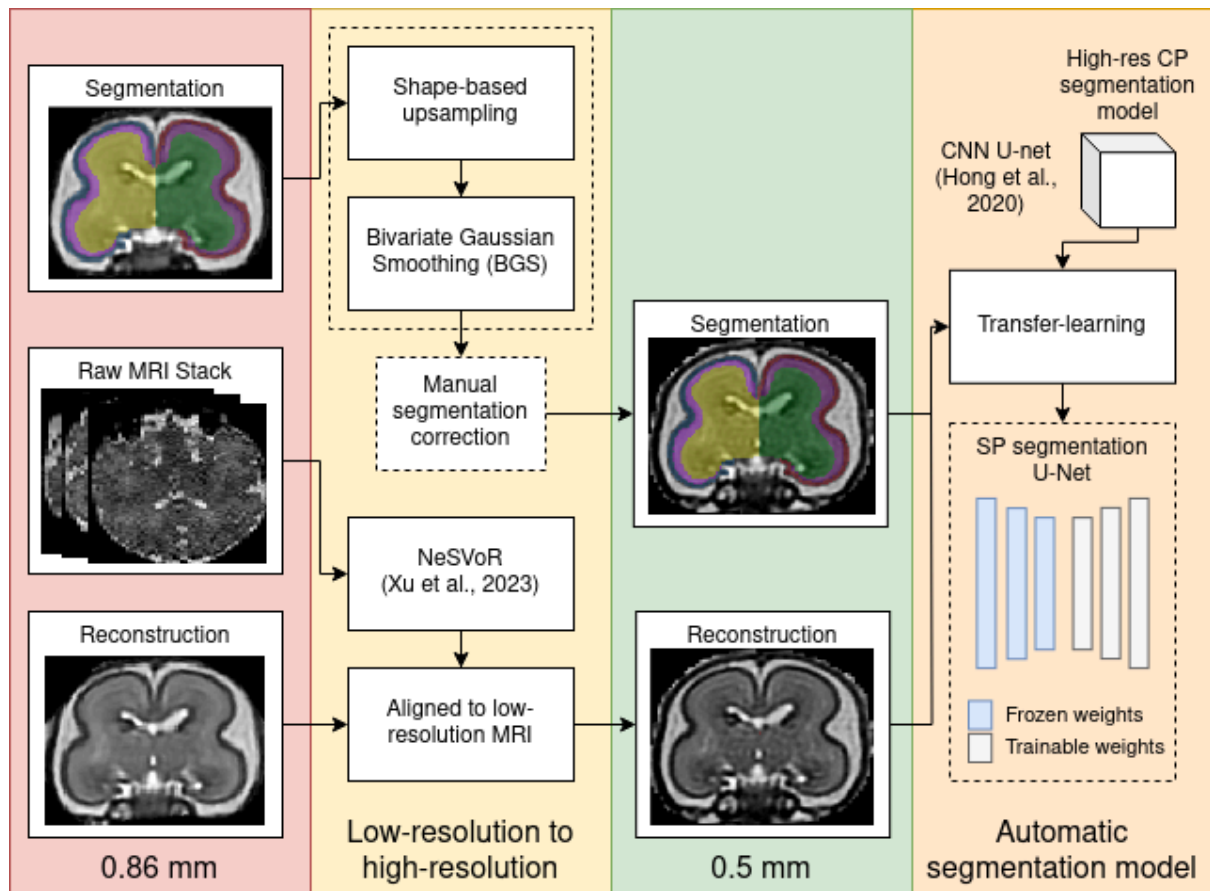 Segmentation
Raw MRI Stack
Reconstruction
0.86 mm
Shape-based
upsampling
Bivariate Gaussian
Smoothing (BGS)
Manual
segmentation
correction
NeSVoR
(Xu et al., 2023)
Aligned to low-
resolution MRI
Low-resolution to
high-resolution
Segmentation
Reconstruction
0.5 mm
High-res CP
segmentation
model
CNN U-net
(Hong et al.,
2020)
Transfer-learning
SP segmentation
U-Net
Frozen weights
Trainable weights
Automatic
segmentation model